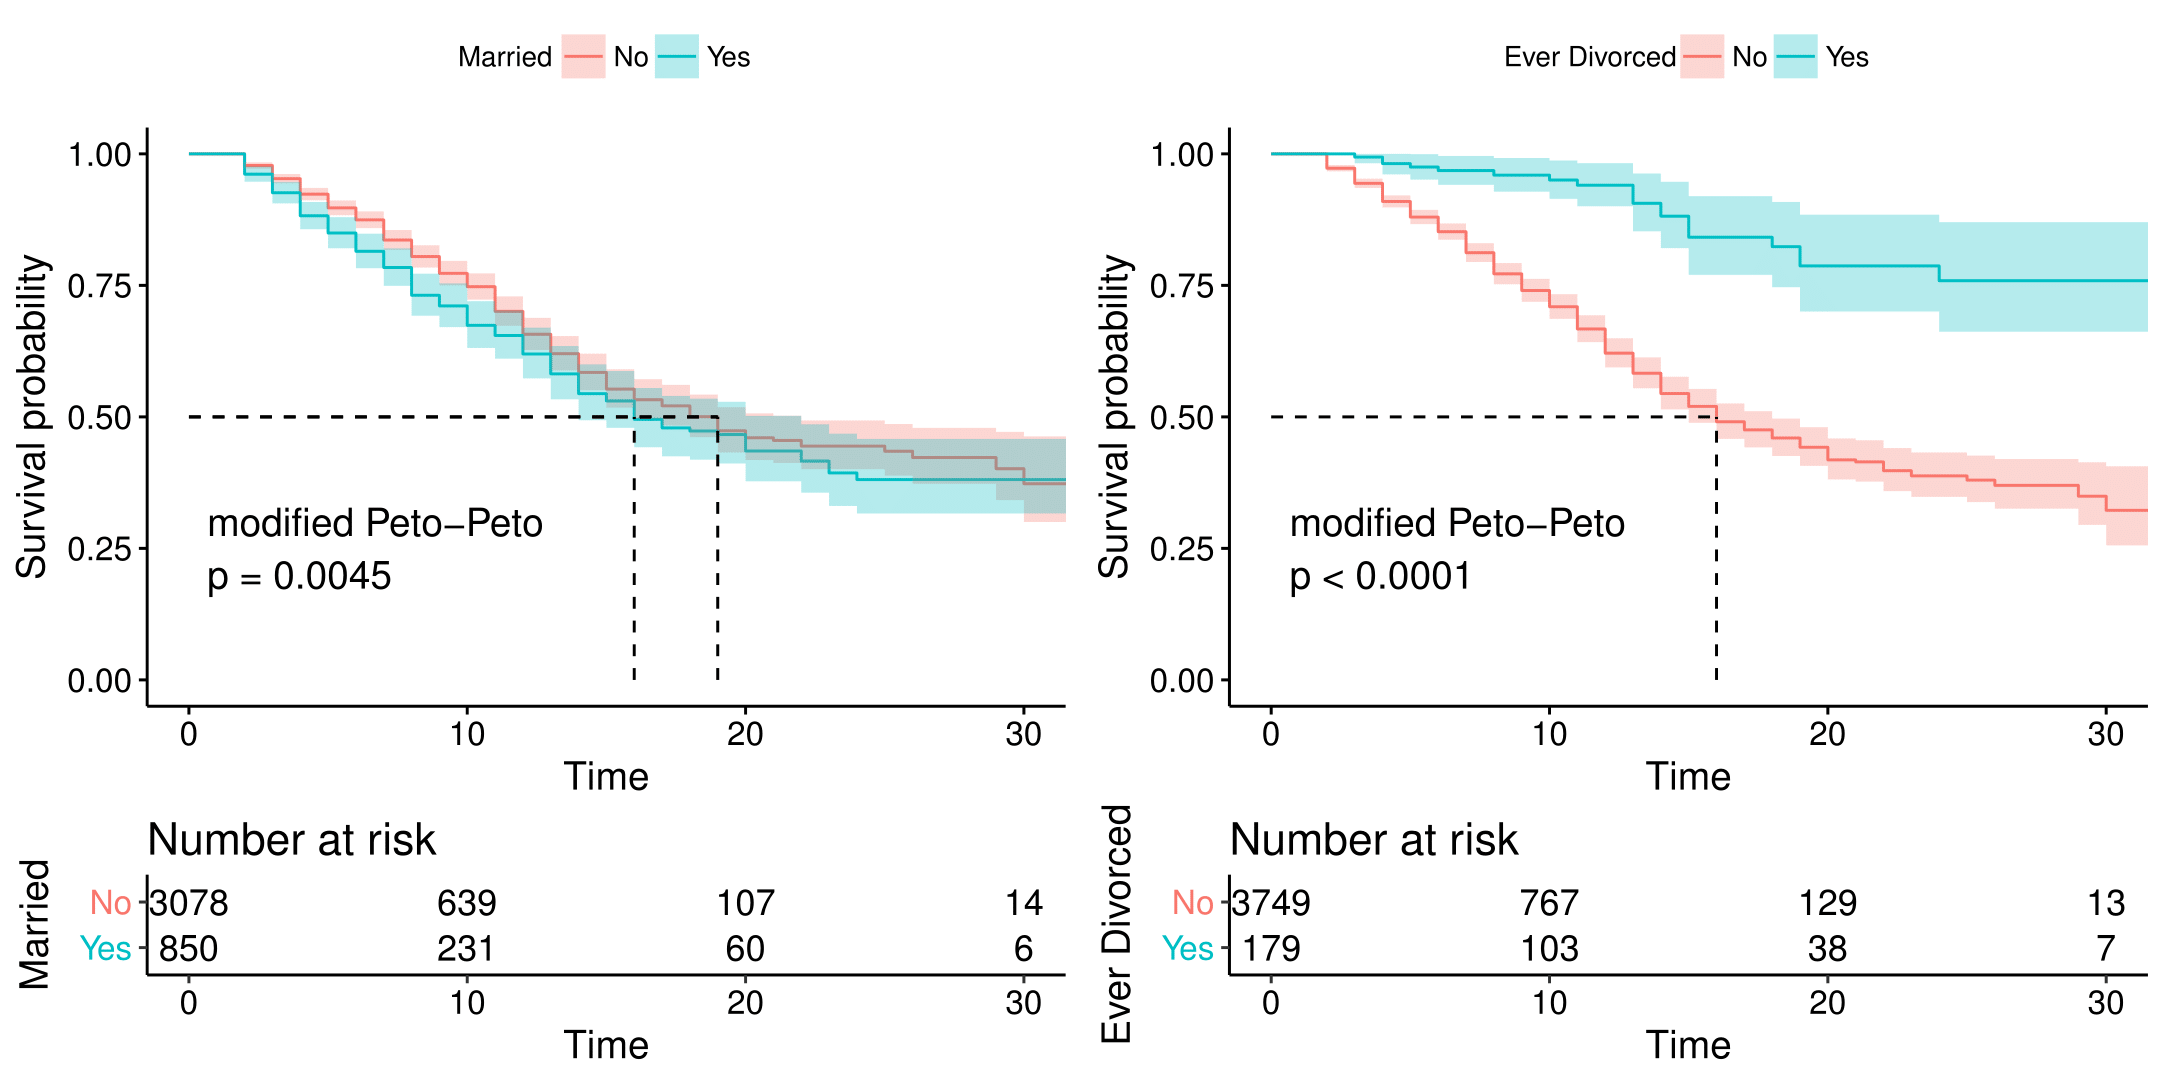 Married No Yes
1.00
0.75
0.50
0.25
0.00
Survival probability
modified Peto−Peto
p = 0.0045
0 10 20 30
Time
Number at risk
Married
No 3078 639 107 14
Yes 850 231 60 6
0 10 20 30
Time
Ever Divorced No Yes
1.00
0.75
0.50
0.25
0.00
Survival probability
modified Peto−Peto
p < 0.0001
0 10 20 30
Time
Number at risk
Ever Divorced
No 3749 767 129 13
Yes 179 103 38 7
0 10 20 30
Time